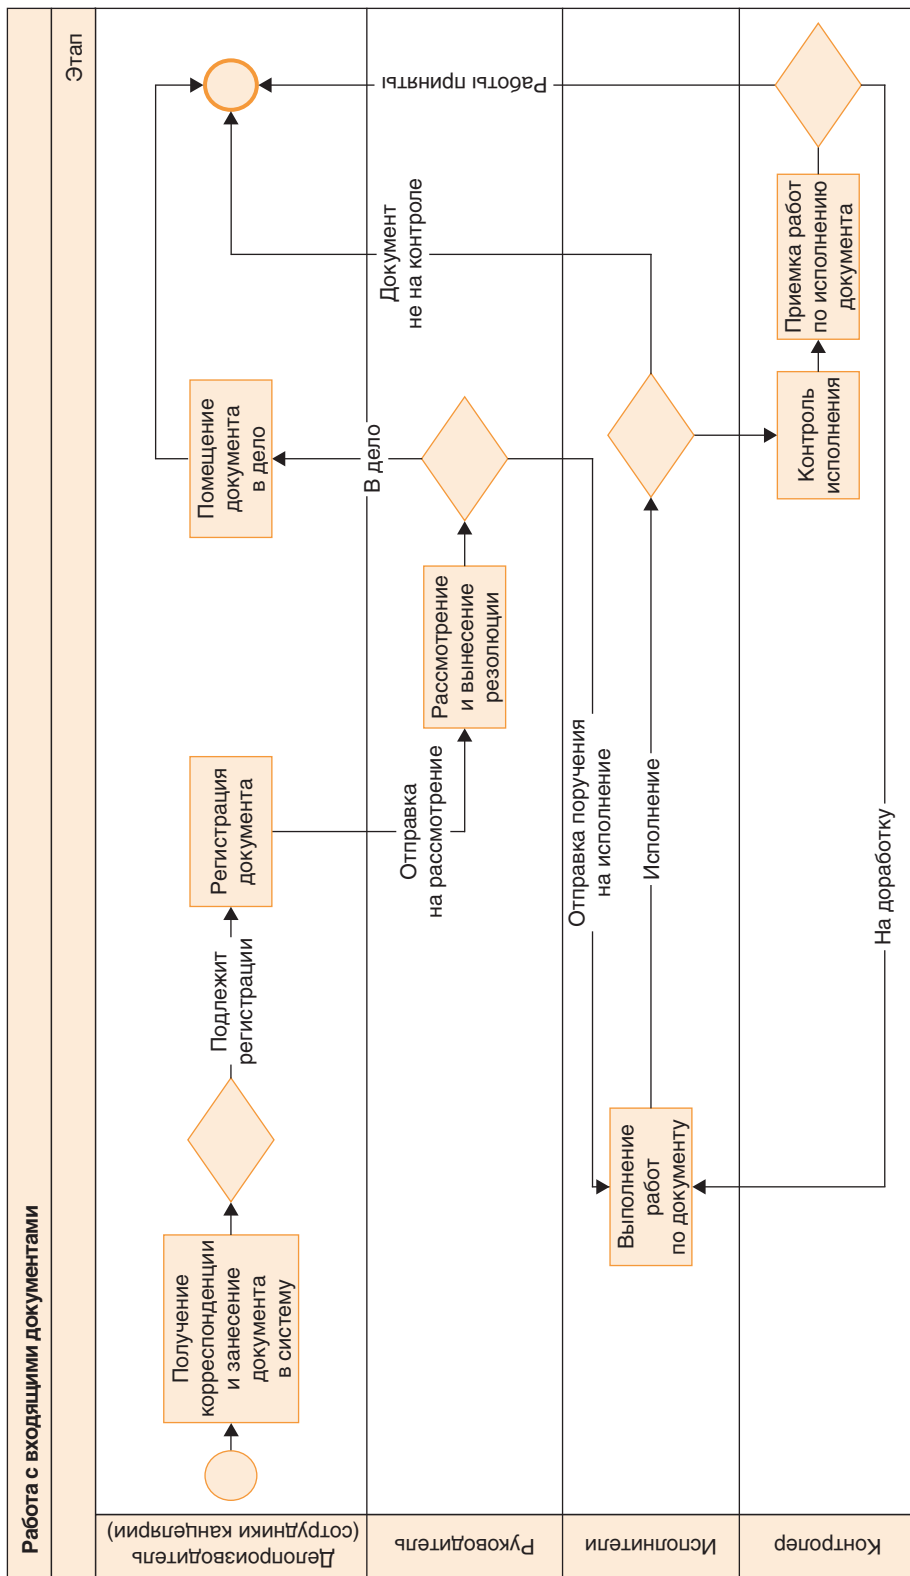 Работа с входящими документами
Этап
Делопроизводитель
(сотрудники канцелярии)
Получение
корреспонденции
и занесение
документа
в систему
Подлежит
регистрации
Регистрация
документа
Помещение
документа
в дело
Руководитель
Отправка
на рассмотрение
Рассмотрение
и вынесение
резолюции
В дело
Документ
не на контроле
Работы приняты
Исполнители
Отправка поручения
на исполнение
Выполнение
работ
по документу
Исполнение
Контролер
Контроль
исполнения
Приемка работ
по исполнению
документа
На доработку